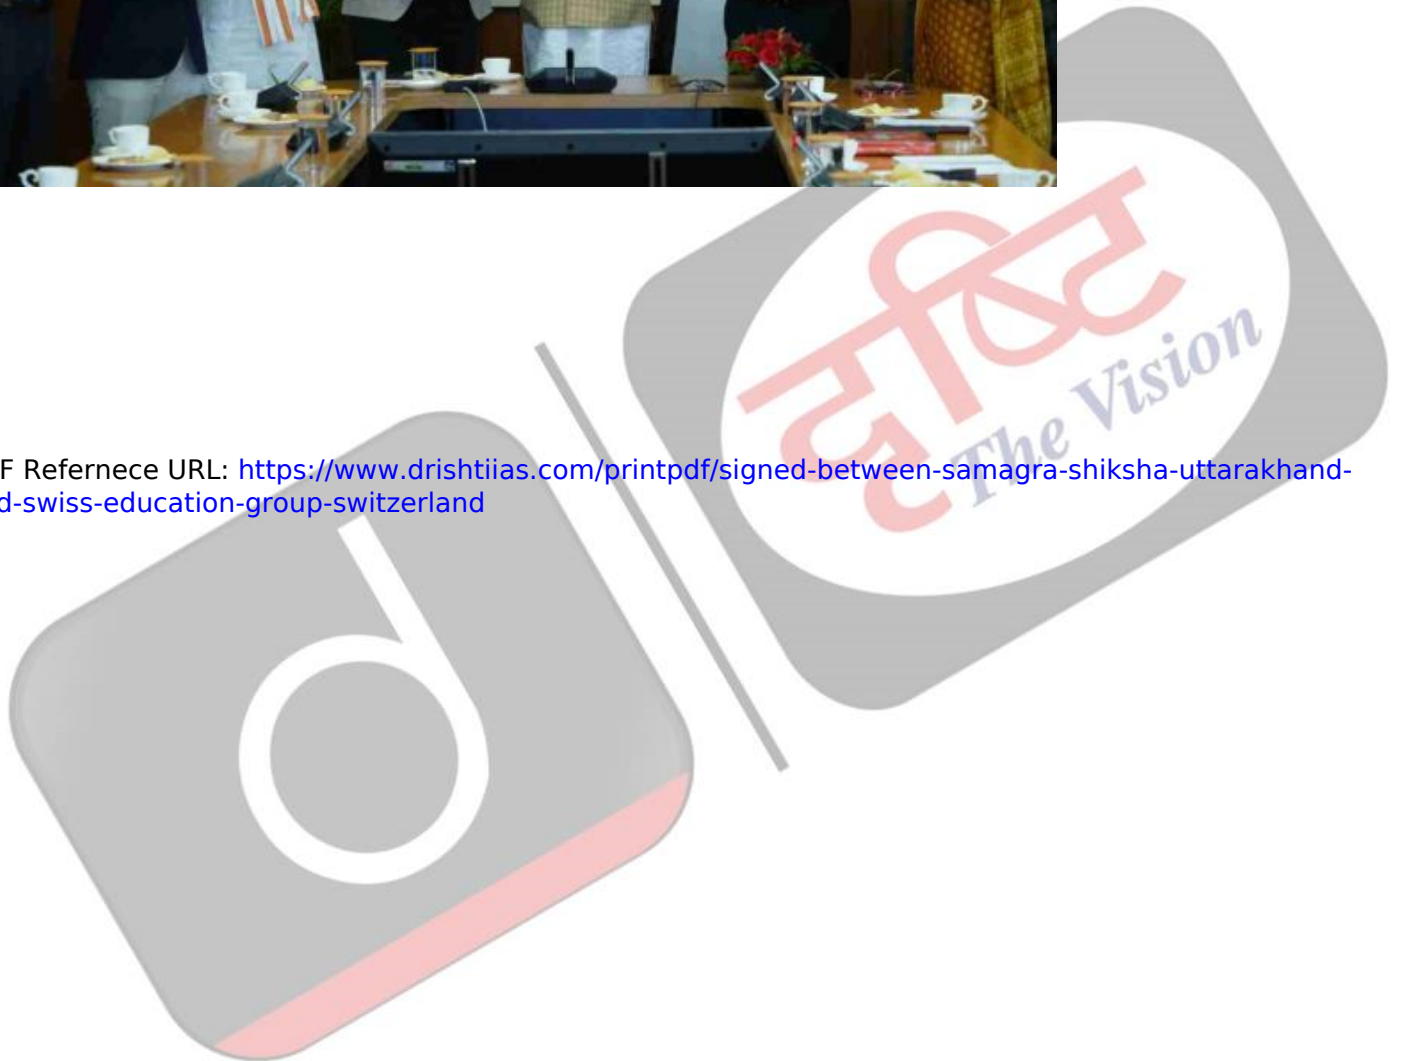 दृष्टि
The Vision
F Refernece URL: https://www.drishtiias.com/printpdf/signed-between-samagra-shiksha-uttarakhand-
d-swiss-education-group-switzerland